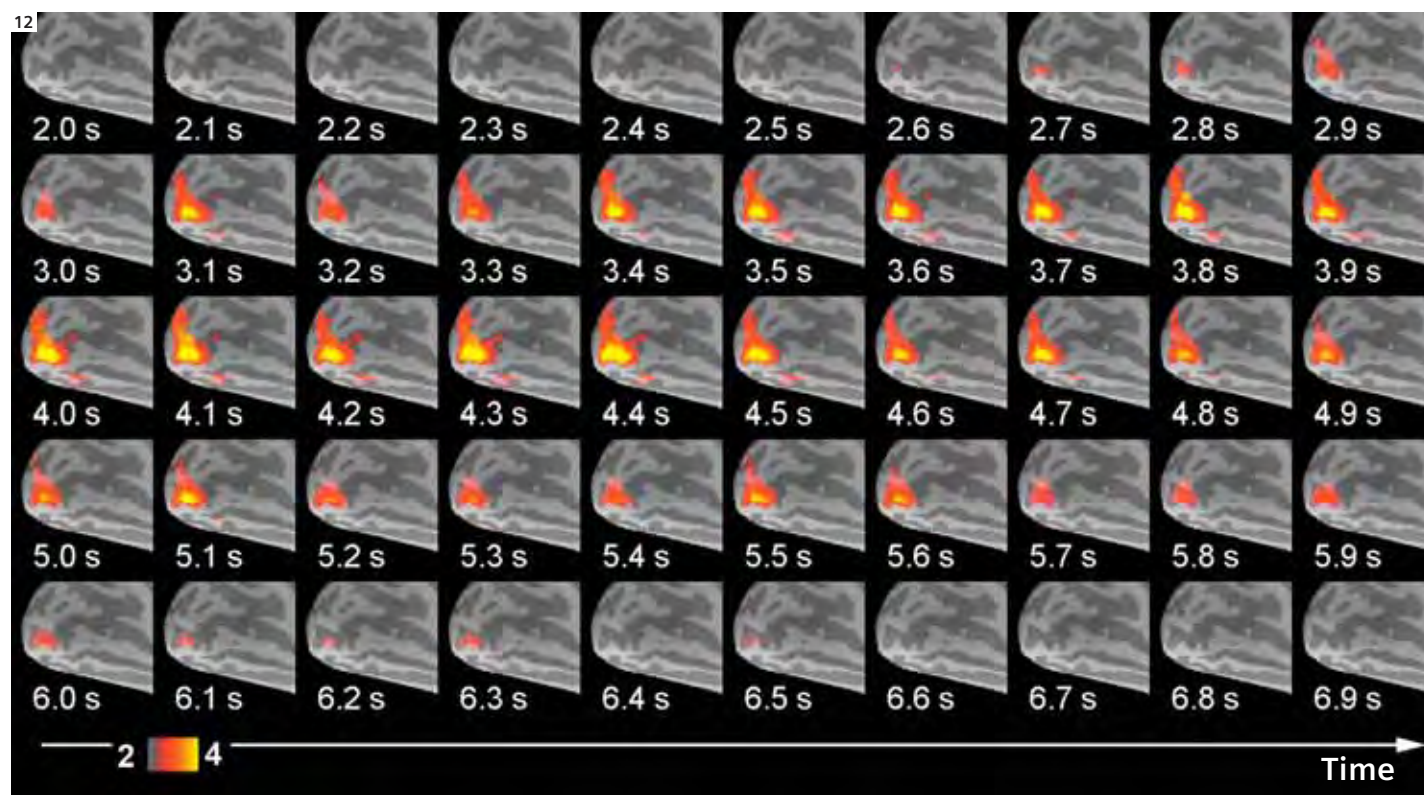 12
2.0 s 2.1 s 2.2 s 2.3 s 2.4 s 2.5 s 2.6 s 2.7 s 2.8 s 2.9 s
3.0 s 3.1 s 3.2 s 3.3 s 3.4 s 3.5 s 3.6 s 3.7 s 3.8 s 3.9 s
4.0 s 4.1 s 4.2 s 4.3 s 4.4 s 4.5 s 4.6 s 4.7 s 4.8 s 4.9 s
5.0 s 5.1 s 5.2 s 5.3 s 5.4 s 5.5 s 5.6 s 5.7 s 5.8 s 5.9 s
6.0 s 6.1 s 6.2 s 6.3 s 6.4 s 6.5 s 6.6 s 6.7 s 6.8 s 6.9 s
2 4
Time